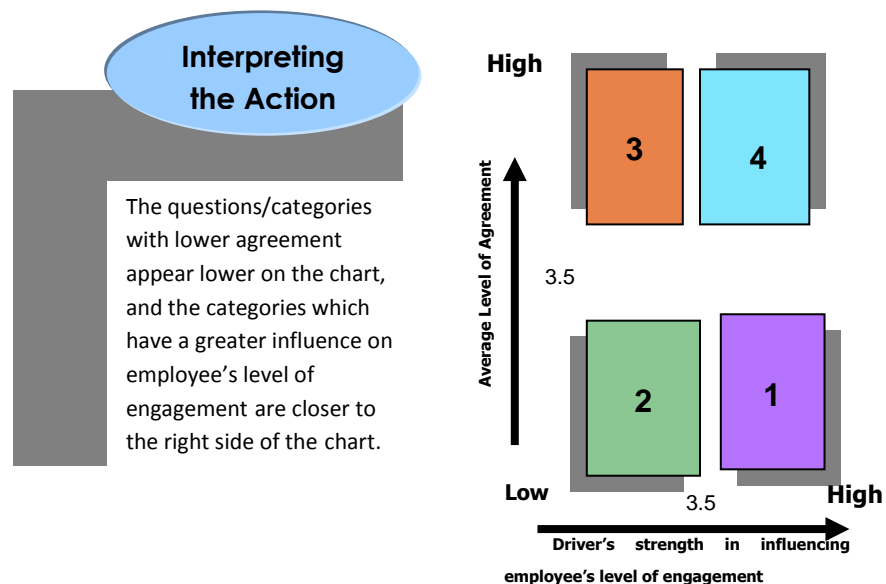 Interpreting
the Action
The questions/categories
with lower agreement
appear lower on the chart,
and the categories which
have a greater influence on
employee’s level of
engagement are closer to
the right side of the chart.
High
3
4
Average Level of Agreement
3.5
2
1
Low
3.5
High
Driver’s strength in influencing
employee’s level of engagement